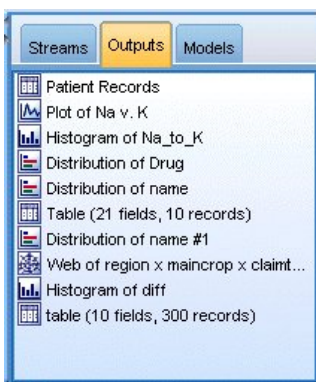 Streams Outputs Models
Patient Records
Plot of Na v. K
Histogram of Na_to_K
Distribution of Drug
Distribution of name
Table (21 fields, 10 records)
Distribution of name #1
Web of region x maincrop x claimt...
Histogram of diff
table (10 fields, 300 records)